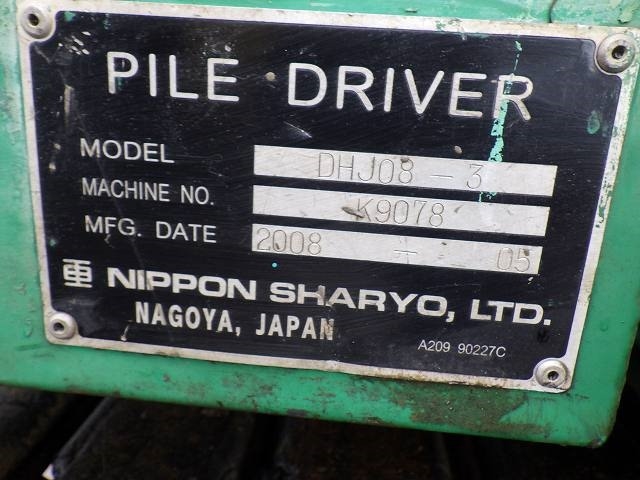 PILE DRIVER
MODEL DHJ08 - 3
MACHINE NO. K9078
MFG. DATE 2008 - 05
NIPPON SHARYO, LTD.
NAGOYA, JAPAN
A209 90227C